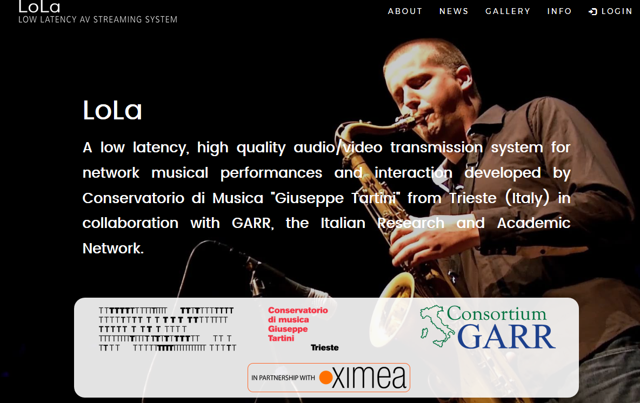 LoLa
LOW LATENCY AV STREAMING SYSTEM
ABOUT NEWS GALLERY INFO LOGIN
LoLa
A low latency, high quality audio/video transmission system for
network musical performances and interaction developed by
Conservatorio di Musica "Giuseppe Tartini" from Trieste (Italy) in
collaboration with GARR, the Italian Research and Academic
Network.
Conservatorio
di musica
Giuseppe
Tartini
Trieste
Consortium
GARR
IN PARTNERSHIP WITH ximea